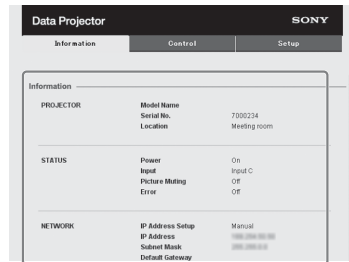 Data Projector SONY
Information Control Setup
Information
PROJECTOR Model Name
Serial No. 7000234
Location Meeting room
STATUS Power On
Input Input C
Picture Muting Off
Error Off
NETWORK IP Address Setup Manual
IP Address
Subnet Mask
Default Gateway